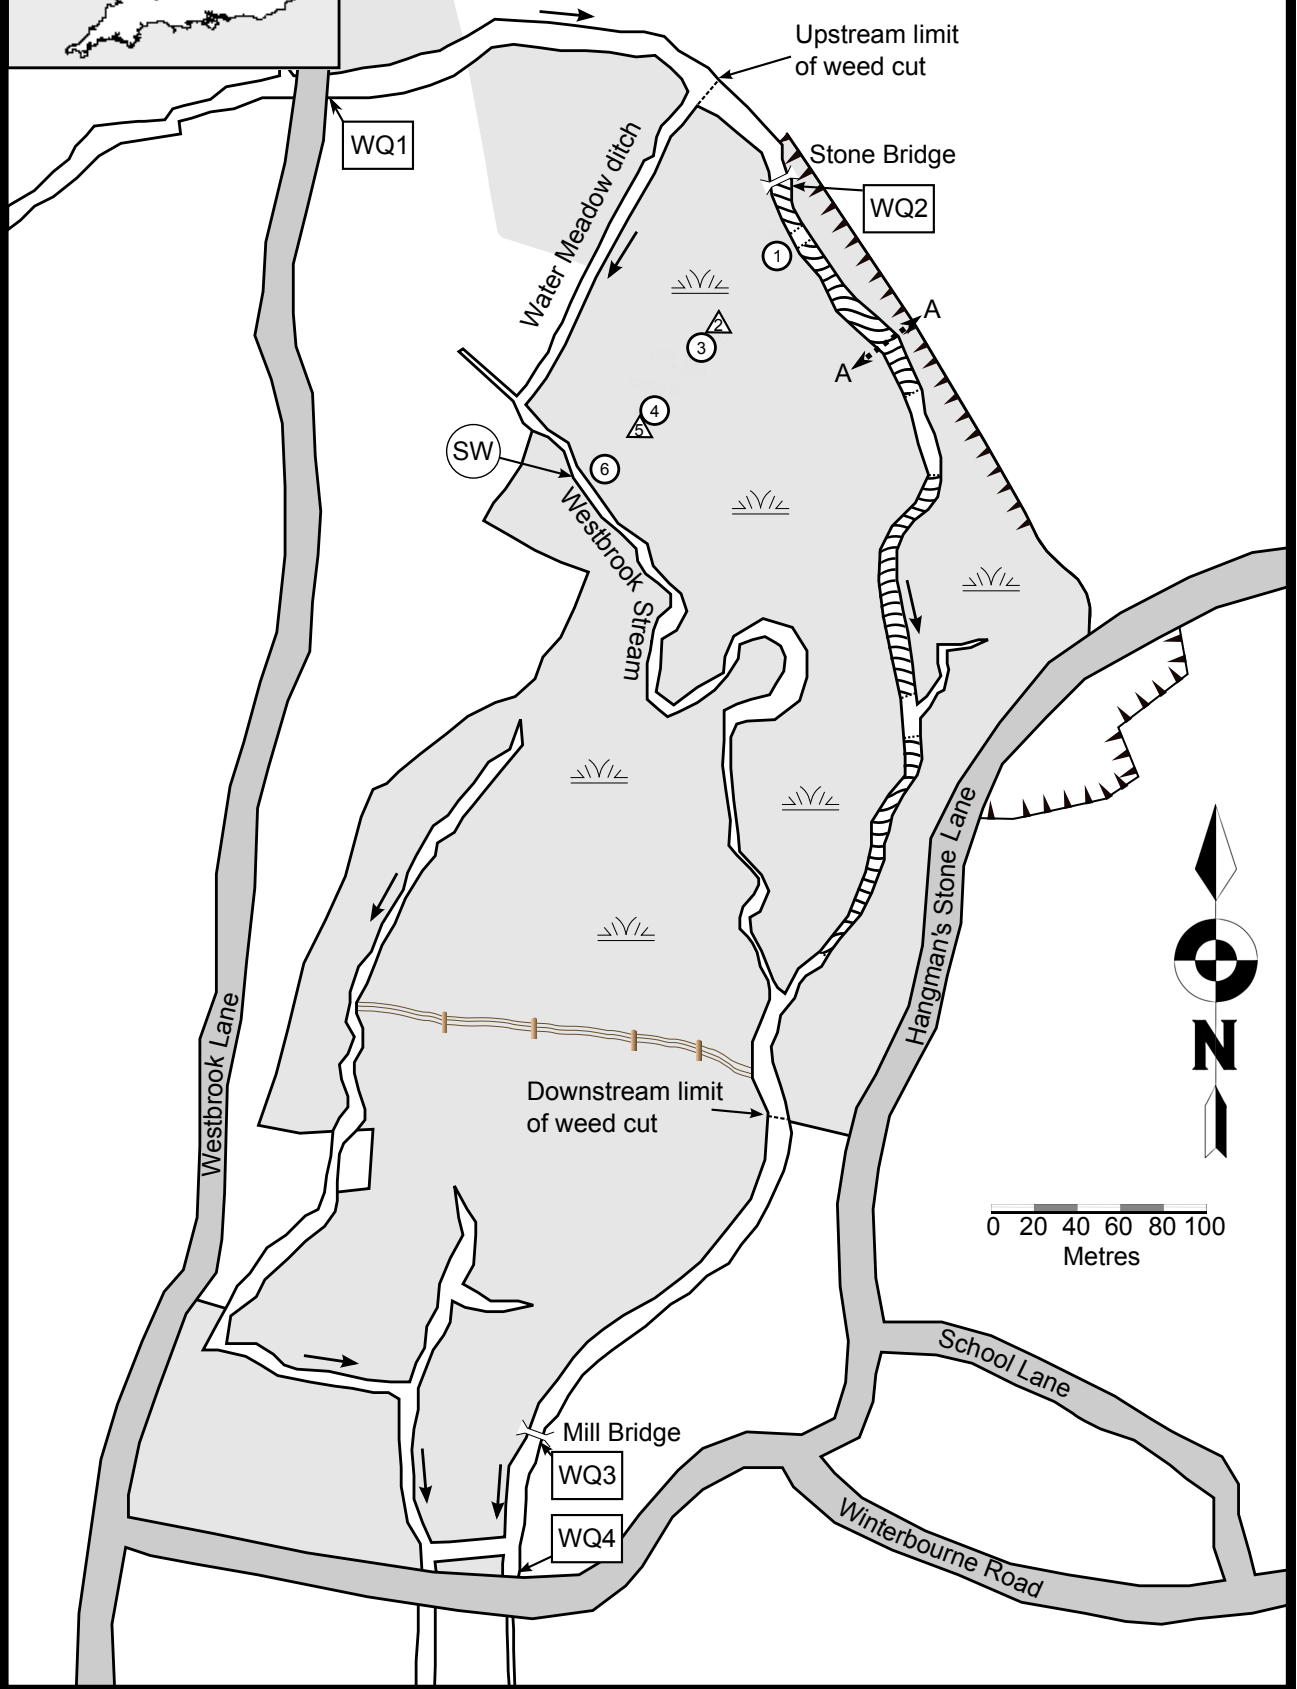 Upstream limit
of weed cut
WQ1
Water Meadow ditch
Stone Bridge
WQ2
1
2
3
A
A
4
5
6
SW
Westbrook Stream
Hangman's Stone Lane
Westbrook Lane
N
Downstream limit
of weed cut
0 20 40 60 80 100
Metres
School Lane
Mill Bridge
WQ3
WQ4
Winterbourne Road